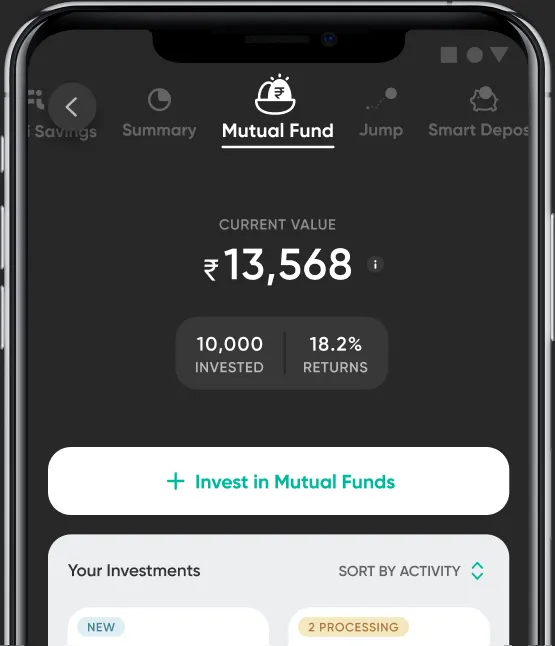 i Savings
Summary
Mutual Fund
Jump
Smart Depos
CURRENT VALUE
₹13,568
i
10,000
INVESTED
18.2%
RETURNS
+ Invest in Mutual Funds
Your Investments
SORT BY ACTIVITY
NEW
2 PROCESSING